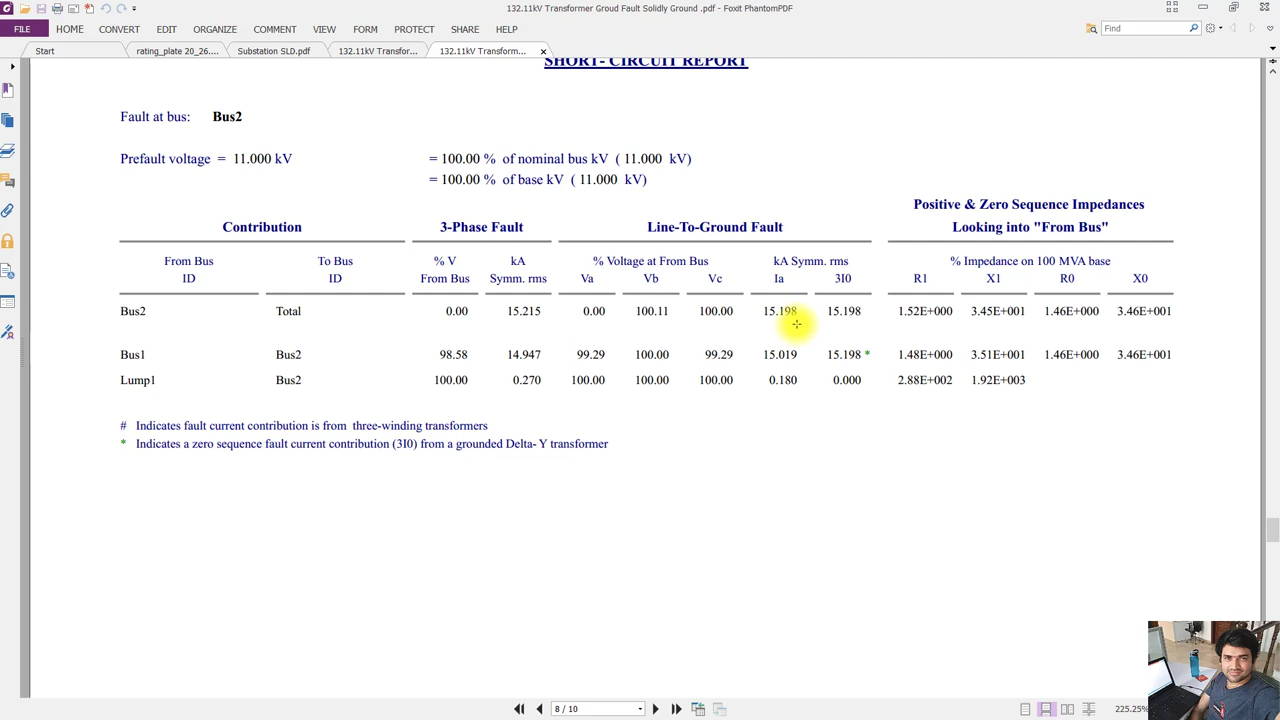 132.11kV Transformer Groud Fault Solidly Ground .pdf - Foxit PhantomPDF
FILE HOME CONVERT EDIT ORGANIZE COMMENT VIEW FORM PROTECT SHARE HELP Find
Start rating_plate 20_26.... Substation SLD.pdf 132.11kV Transfor... 132.11kV Transform...
SHORT- CIRCUIT REPORT
Fault at bus: Bus2
Prefault voltage = 11.000 kV = 100.00 % of nominal bus kV ( 11.000 kV)
= 100.00 % of base kV ( 11.000 kV)
Positive & Zero Sequence Impedances
Contribution 3-Phase Fault Line-To-Ground Fault Looking into "From Bus"
From Bus To Bus % V kA % Voltage at From Bus kA Symm. rms % Impedance on 100 MVA base
ID ID From Bus Symm. rms Va Vb Vc Ia 3I0 R1 X1 R0 X0
Bus2 Total 0.00 15.215 0.00 100.11 100.00 15.198 15.198 1.52E+000 3.45E+001 1.46E+000 3.46E+001
Bus1 Bus2 98.58 14.947 99.29 100.00 99.29 15.019 15.198 * 1.48E+000 3.51E+001 1.46E+000 3.46E+001
Lump1 Bus2 100.00 0.270 100.00 100.00 100.00 0.180 0.000 2.88E+002 1.92E+003
# Indicates fault current contribution is from three-winding transformers
* Indicates a zero sequence fault current contribution (3I0) from a grounded Delta- Y transformer
8 / 10 225.25%